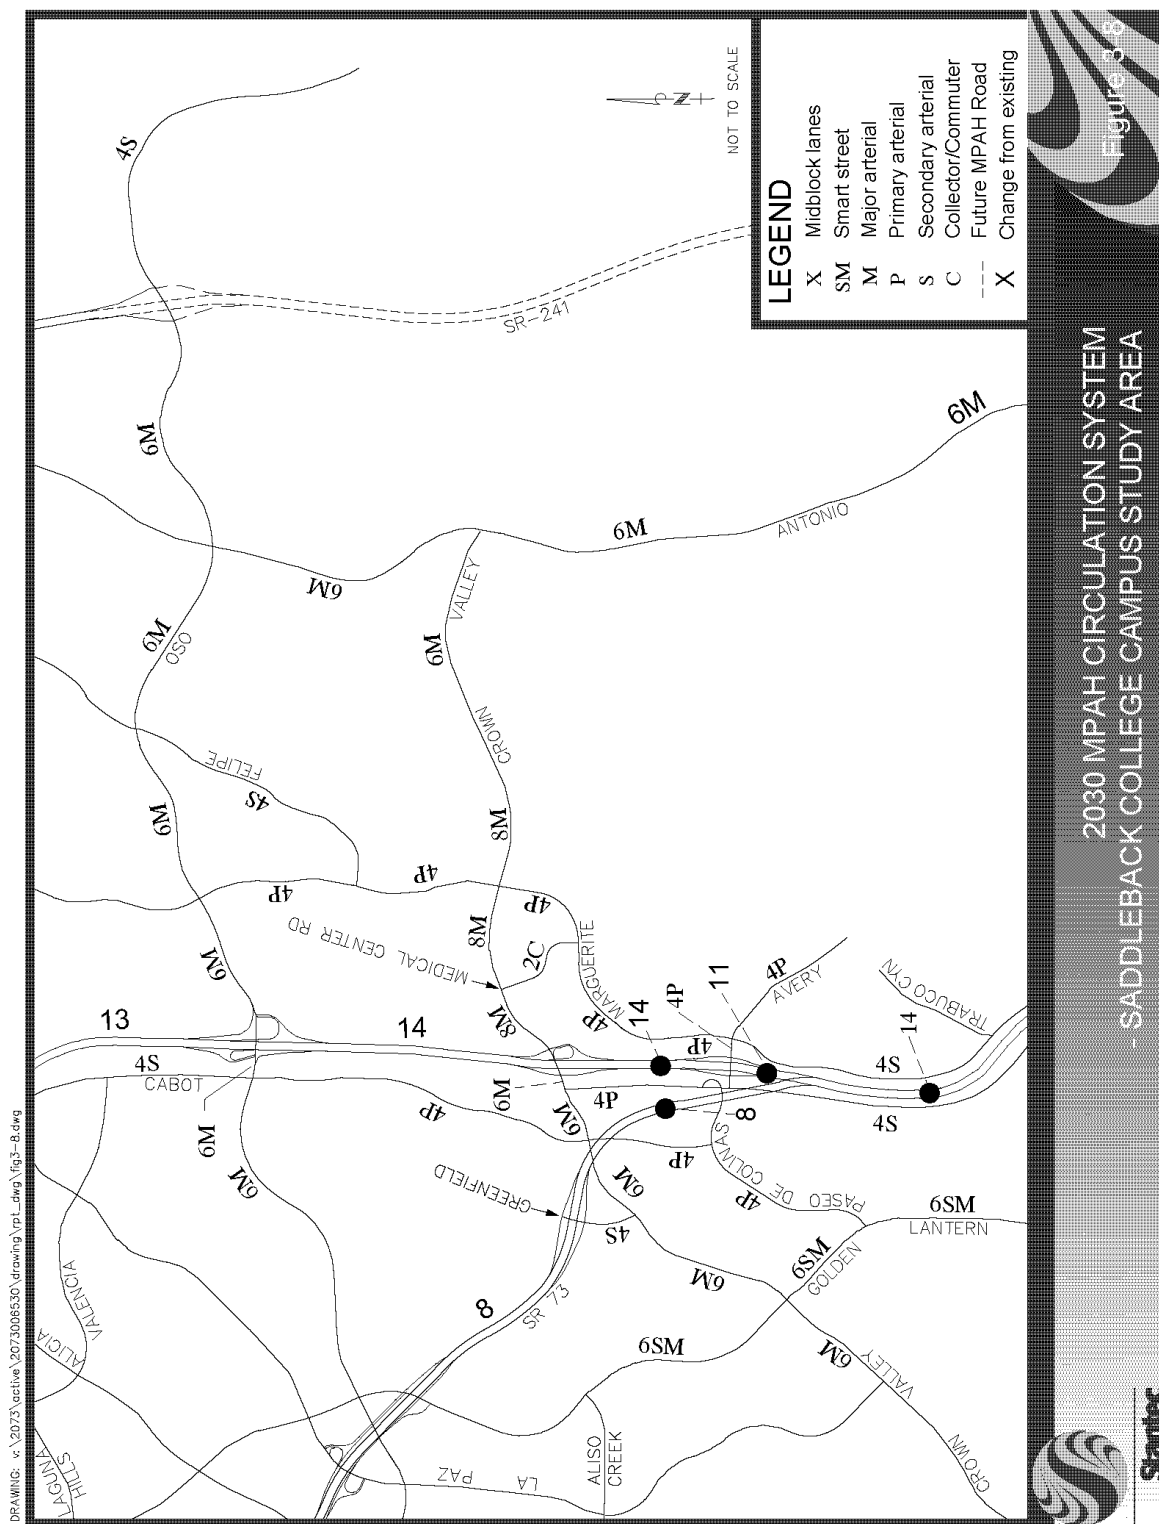 DRAWING: v:\2073\active\2073006530\drawing\rpt_dwg\fig3-8.dwg
LAGUNA
HILLS
ALICIA
VALENCIA
4S
CABOT
13
6M
6M
14
6M
4P
6M
OSO
6M
6M
4S
FELIPE
4S
4P
4P
6M
SR-241
LA
PAZ
8
SR 73
GREENFIELD
4S
6M
4P
6M
6M
4P
8M
MEDICAL CENTER RD
2C
8M
8M
CROWN
6M
VALLEY
4P
MARGUERITE
4P
14
4P
4P
11
4P
AVERY
8
4P
PASEO DE COLINAS
4P
4S
4S
14
TRABUCO CYN
ALISO
CREEK
6SM
6SM
GOLDEN
6SM
LANTERN
6M
6M
VALLEY
CROWN
6M
ANTONIO
6M
NOT TO SCALE
LEGEND
X Midblock lanes
SM Smart street
M Major arterial
P Primary arterial
S Secondary arterial
C Collector/Commuter
--- Future MPAH Road
X Change from existing
Stantec
2030 MPAH CIRCULATION SYSTEM
SADDLEBACK COLLEGE CAMPUS STUDY AREA
Figure 3-8